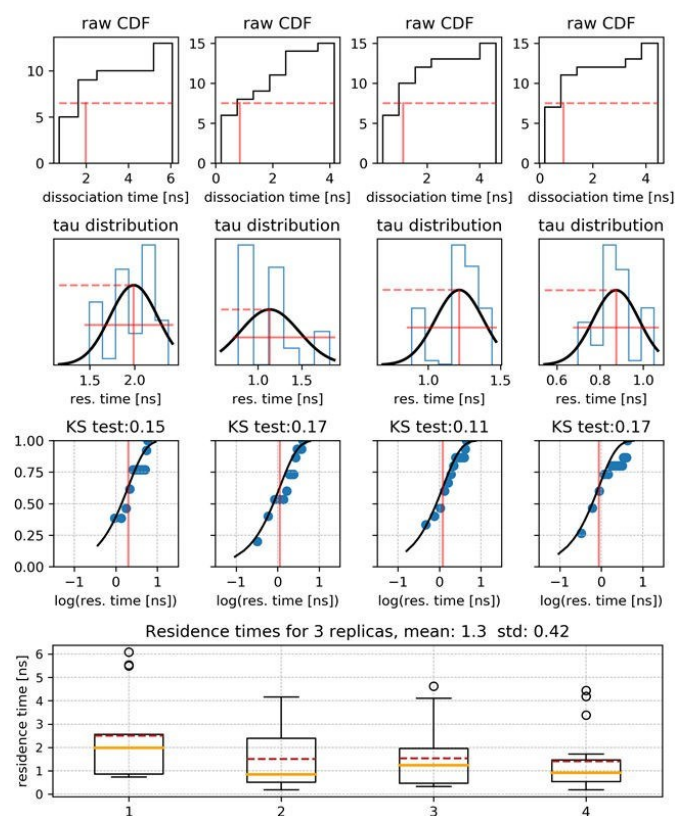 raw CDF raw CDF raw CDF raw CDF
10 15 15 15
5 10 10 10
0 5 5 5
0 0 0
2 4 6 0 2 4 2 4 0 2 4
dissociation time [ns] dissociation time [ns] dissociation time [ns] dissociation time [ns]
tau distribution tau distribution tau distribution tau distribution
1.5 2.0 1.0 1.5 1.0 1.5 0.6 0.8 1.0
res. time [ns] res. time [ns] res. time [ns] res. time [ns]
KS test:0.15 KS test:0.17 KS test:0.11 KS test:0.17
1.00
0.75
0.50
0.25
0.00
−1 0 1 −1 0 1 −1 0 1 −1 0 1
log(res. time [ns]) log(res. time [ns]) log(res. time [ns]) log(res. time [ns])
Residence times for 3 replicas, mean: 1.3 std: 0.42
residence time [ns]
6
5
4
3
2
1
0
1 2 3 4